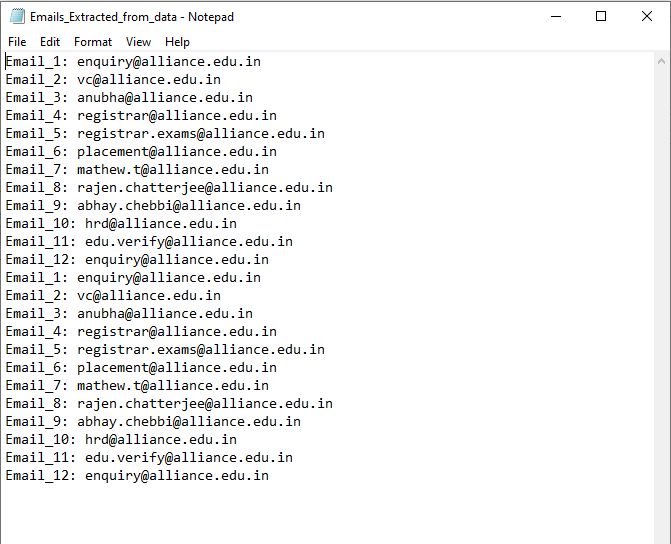 Emails_Extracted_from_data - Notepad
File Edit Format View Help
Email_1: enquiry@alliance.edu.in
Email_2: vc@alliance.edu.in
Email_3: anubha@alliance.edu.in
Email_4: registrar@alliance.edu.in
Email_5: registrar.exams@alliance.edu.in
Email_6: placement@alliance.edu.in
Email_7: mathew.t@alliance.edu.in
Email_8: rajen.chatterjee@alliance.edu.in
Email_9: abhay.chebbi@alliance.edu.in
Email_10: hrd@alliance.edu.in
Email_11: edu.verify@alliance.edu.in
Email_12: enquiry@alliance.edu.in
Email_1: enquiry@alliance.edu.in
Email_2: vc@alliance.edu.in
Email_3: anubha@alliance.edu.in
Email_4: registrar@alliance.edu.in
Email_5: registrar.exams@alliance.edu.in
Email_6: placement@alliance.edu.in
Email_7: mathew.t@alliance.edu.in
Email_8: rajen.chatterjee@alliance.edu.in
Email_9: abhay.chebbi@alliance.edu.in
Email_10: hrd@alliance.edu.in
Email_11: edu.verify@alliance.edu.in
Email_12: enquiry@alliance.edu.in